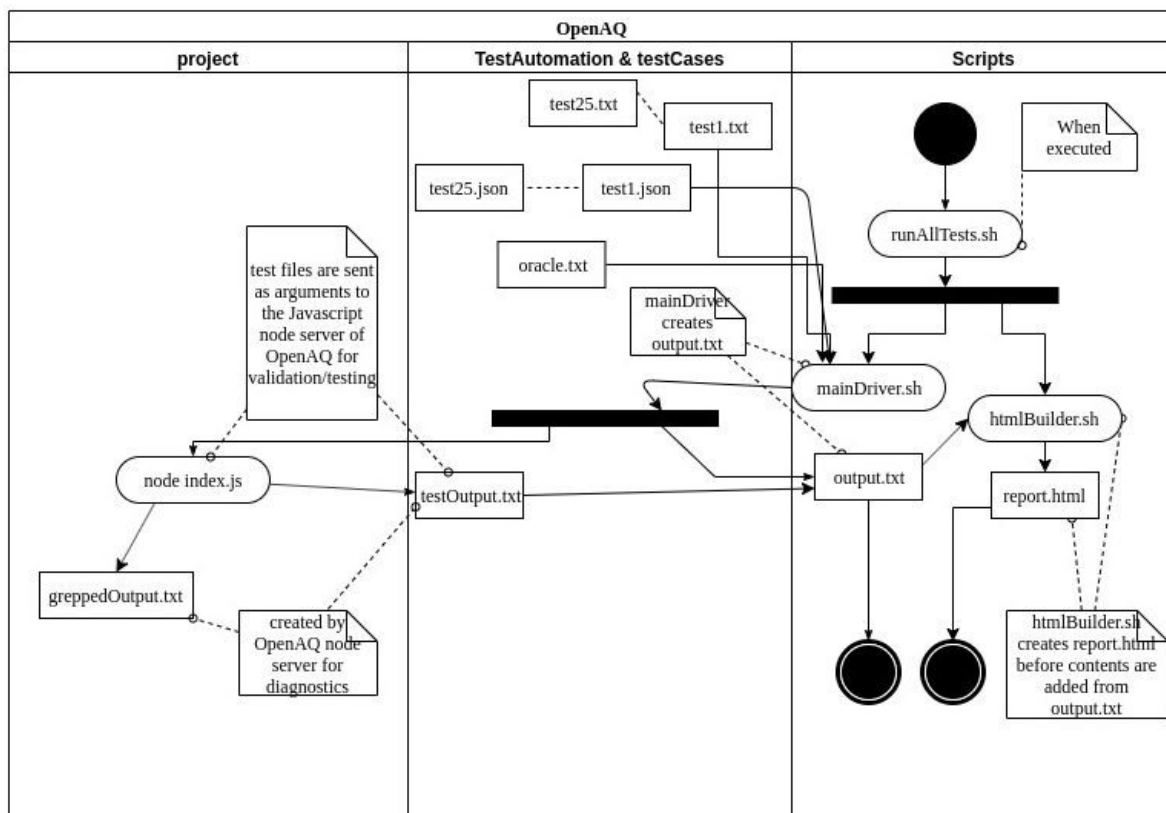 OpenAQ
project
TestAutomation & testCases
Scripts
test25.txt
test1.txt
When
executed
test25.json
test1.json
runAllTests.sh
test files are sent
as arguments to
the Javascript
node server of
OpenAQ for
validation/testing
oracle.txt
mainDriver
creates
output.txt
mainDriver.sh
htmlBuilder.sh
node index.js
testOutput.txt
output.txt
report.html
greppedOutput.txt
created by
OpenAQ node
server for
diagnostics
htmlBuilder.sh
creates report.html
before contents are
added from
output.txt